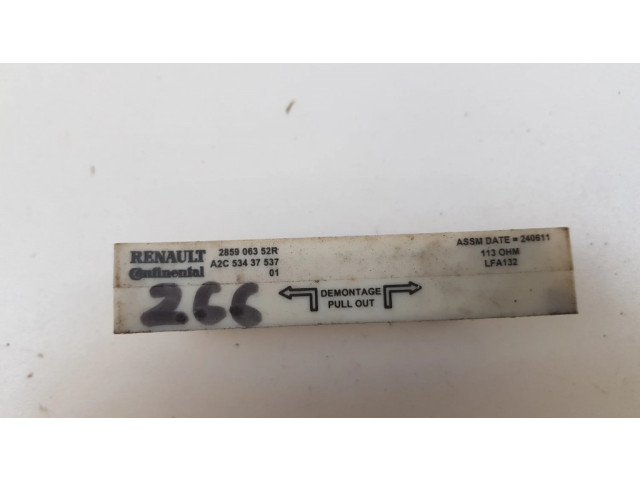 RENAULT
Continental
2859 063 52R
A2C 534 37 537
01
ASSM DATE = 240611
113 OHM
LFA132
266
DEMONTAGE
PULL OUT